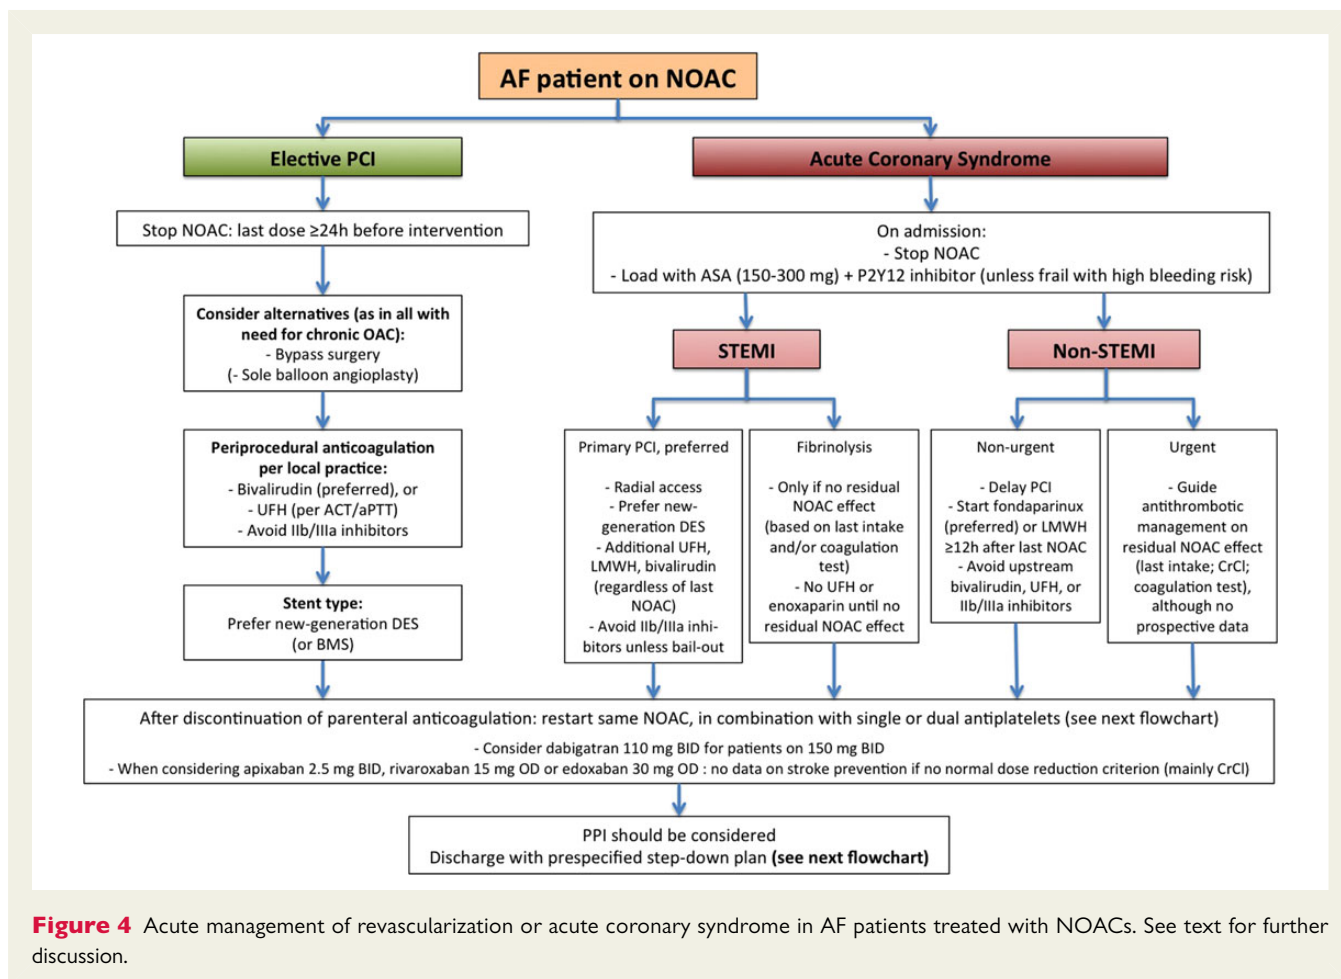 AF patient on NOAC
Elective PCI
Acute Coronary Syndrome
Stop NOAC: last dose ≥24h before intervention
On admission:
- Stop NOAC
- Load with ASA (150-300 mg) + P2Y12 inhibitor (unless frail with high bleeding risk)
Consider alternatives (as in all with
need for chronic OAC):
- Bypass surgery
(- Sole balloon angioplasty)
STEMI
Non-STEMI
Periprocedural anticoagulation
per local practice:
- Bivalirudin (preferred), or
- UFH (per ACT/aPTT)
- Avoid IIb/IIIa inhibitors
Primary PCI, preferred
- Radial access
- Prefer new-
generation DES
- Additional UFH,
LMWH, bivalirudin
(regardless of last
NOAC)
- Avoid IIb/IIIa inhi-
bitors unless bail-out
Fibrinolysis
- Only if no residual
NOAC effect
(based on last intake
and/or coagulation
test)
- No UFH or
enoxaparin until no
residual NOAC effect
Non-urgent
- Delay PCI
- Start fondaparinux
(preferred) or LMWH
≥12h after last NOAC
- Avoid upstream
bivalirudin, UFH, or
IIb/IIIa inhibitors
Urgent
- Guide
antithrombotic
management on
residual NOAC effect
(last intake; CrCl;
coagulation test),
although no
prospective data
Stent type:
Prefer new-generation DES
(or BMS)
After discontinuation of parenteral anticoagulation: restart same NOAC, in combination with single or dual antiplatelets (see next flowchart)
- Consider dabigatran 110 mg BID for patients on 150 mg BID
- When considering apixaban 2.5 mg BID, rivaroxaban 15 mg OD or edoxaban 30 mg OD : no data on stroke prevention if no normal dose reduction criterion (mainly CrCl)
PPI should be considered
Discharge with prespecified step-down plan (see next flowchart)
Figure 4 Acute management of revascularization or acute coronary syndrome in AF patients treated with NOACs. See text for further
discussion.